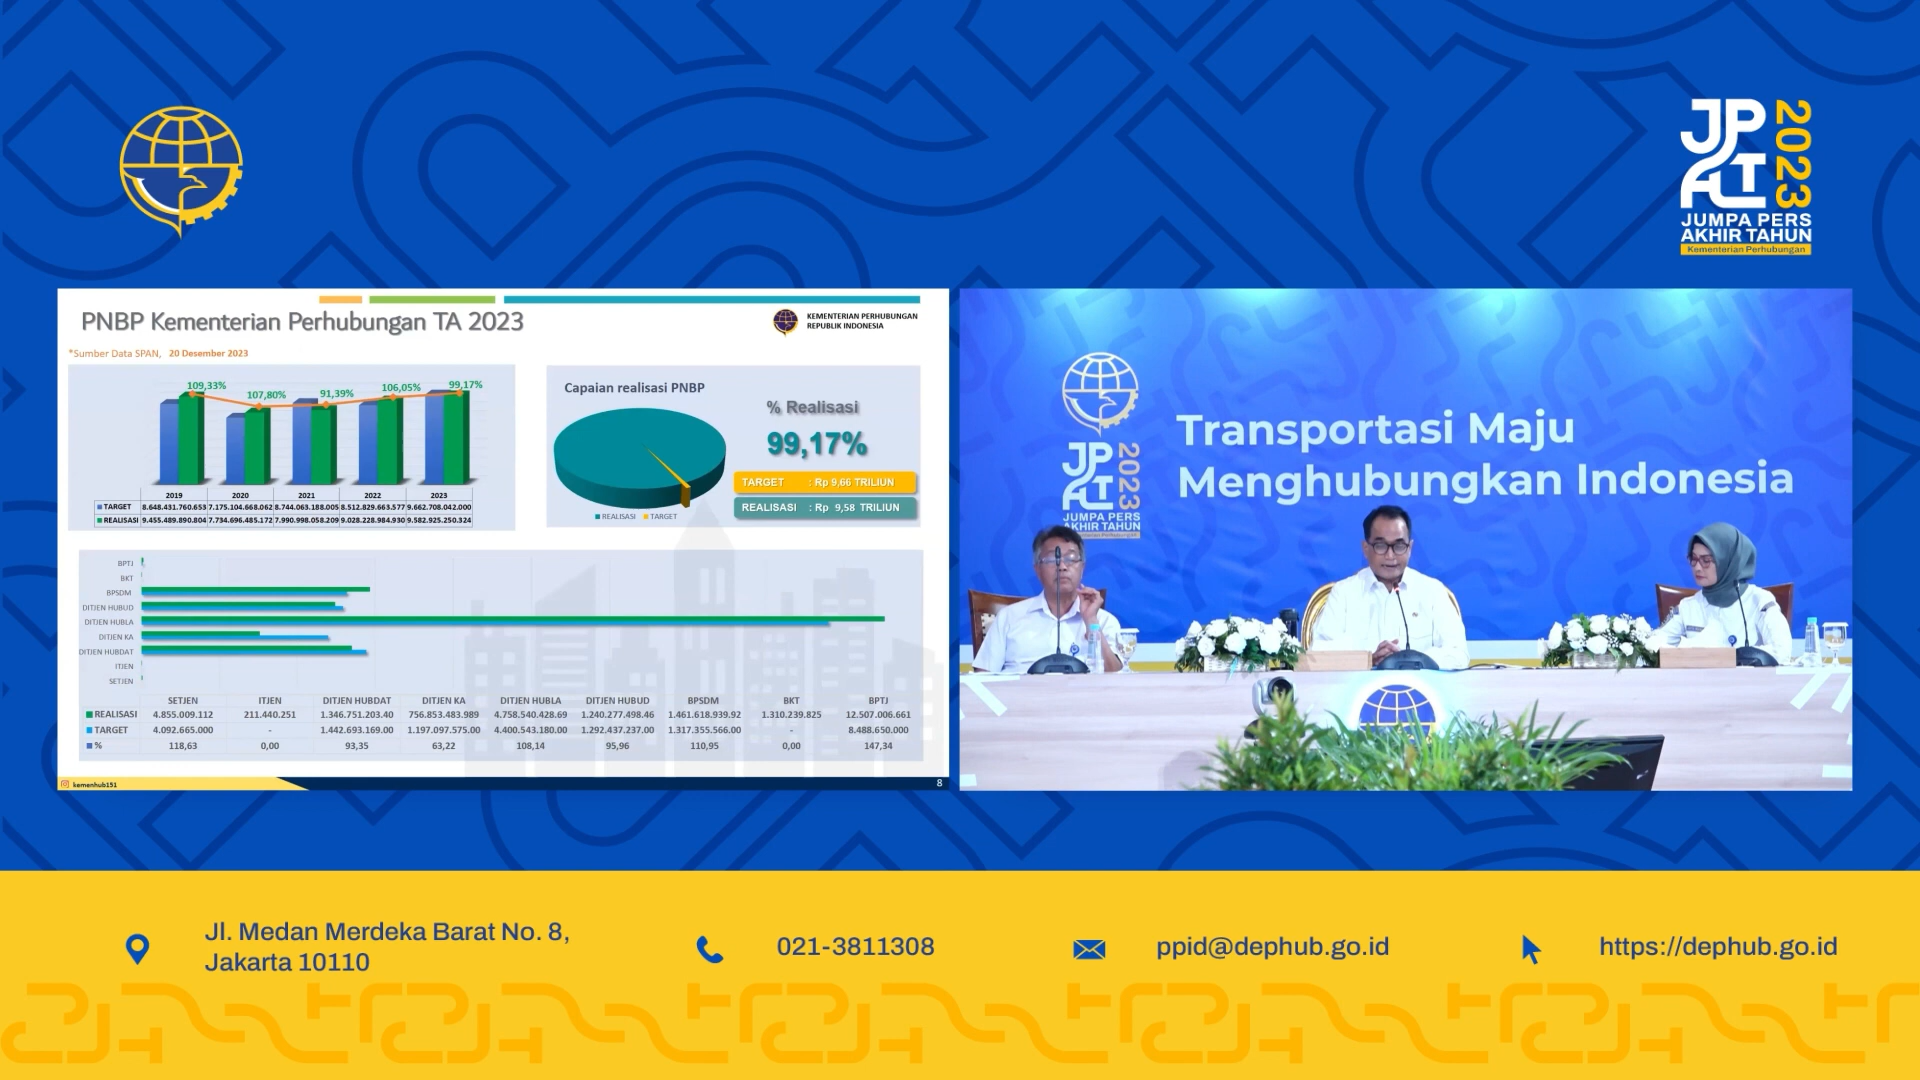 JPAT 2023
JUMPA PERS
AKHIR TAHUN
Kementerian Perhubungan
PNBP Kementerian Perhubungan TA 2023
KEMENTERIAN PERHUBUNGAN
REPUBLIK INDONESIA
*Sumber Data SPAN, 20 Desember 2023
109,33% 107,80% 91,39% 106,05% 99,17%
2019 2020 2021 2022 2023
TARGET 8.648.431.760.653 7.175.104.668.062 8.744.063.188.005 8.512.829.663.577 9.662.708.042.000
REALISASI 9.455.489.890.804 7.734.696.485.172 7.990.998.058.209 9.028.228.984.930 9.582.925.250.324
Capaian realisasi PNBP
% Realisasi
99,17%
TARGET : Rp 9,66 TRILIUN
REALISASI : Rp 9,58 TRILIUN
REALISASI TARGET
BPTJ
BKT
BPSDM
DITJEN HUBUD
DITJEN HUBLA
DITJEN KA
DITJEN HUBDAT
ITJEN
SETJEN
SETJEN ITJEN DITJEN HUBDAT DITJEN KA DITJEN HUBLA DITJEN HUBUD BPSDM BKT BPTJ
REALISASI 4.855.009.112 211.440.251 1.346.751.203.40 756.853.483.989 4.758.540.428.69 1.240.277.498.46 1.461.618.939.92 1.310.239.825 12.507.006.661
TARGET 4.092.665.000 - 1.442.693.169.00 1.197.097.575.00 4.400.543.180.00 1.292.437.237.00 1.317.355.566.00 - 8.488.650.000
% 118,63 0,00 93,35 63,22 108,14 95,96 110,95 0,00 147,34
kemenhub151
8
JPAT 2023
JUMPA PERS
AKHIR TAHUN
Transportasi Maju
Menghubungkan Indonesia
Jl. Medan Merdeka Barat No. 8,
Jakarta 10110
021-3811308
ppid@dephub.go.id
https://dephub.go.id